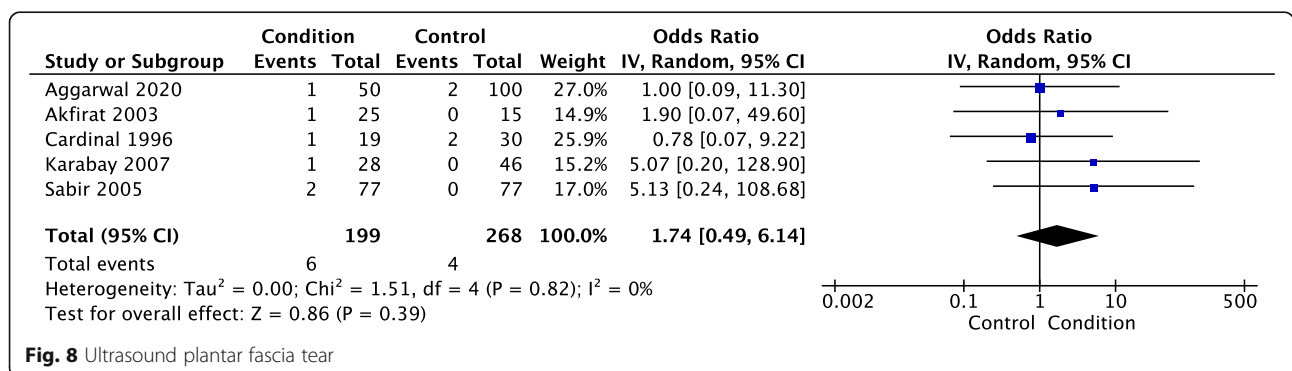 Condition Control Odds Ratio Odds Ratio
Study or Subgroup Events Total Events Total Weight IV, Random, 95% CI IV, Random, 95% CI
Aggarwal 2020 1 50 2 100 27.0% 1.00 [0.09, 11.30]
Akfirat 2003 1 25 0 15 14.9% 1.90 [0.07, 49.60]
Cardinal 1996 1 19 2 30 25.9% 0.78 [0.07, 9.22]
Karabay 2007 1 28 0 46 15.2% 5.07 [0.20, 128.90]
Sabir 2005 2 77 0 77 17.0% 5.13 [0.24, 108.68]
Total (95% CI) 199 268 100.0% 1.74 [0.49, 6.14]
Total events 6 4
Heterogeneity: Tau² = 0.00; Chi² = 1.51, df = 4 (P = 0.82); I² = 0%
Test for overall effect: Z = 0.86 (P = 0.39)
0.002 0.1 1 10 500
Control Condition
Fig. 8 Ultrasound plantar fascia tear